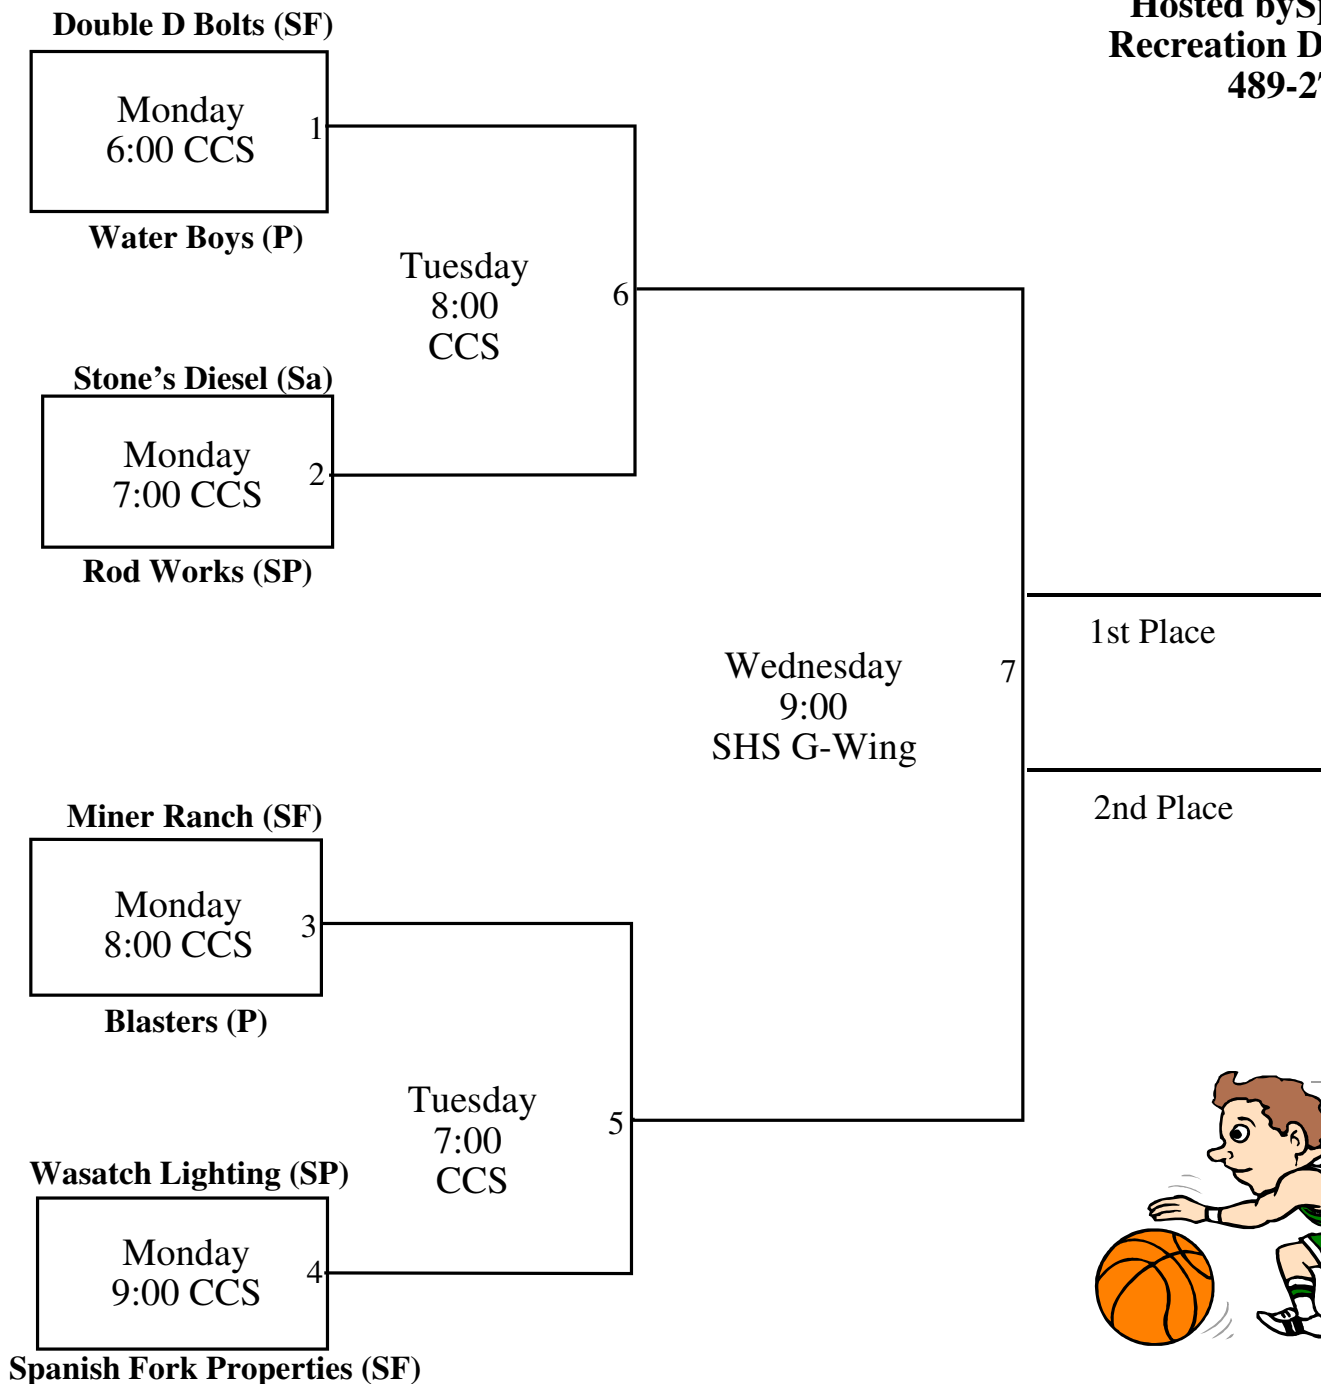 Double D Bolts (SF)
Hosted by
Recreation
Monday
6:00 CCS
1
Water Boys (P)
Tuesday
8:00
CCS
6
Stone's Diesel (Sa)
Monday
7:00 CCS
2
Rod Works (SP)
1st Place
Wednesday
9:00
SHS G-Wing
7
2nd Place
Miner Ranch (SF)
Monday
8:00 CCS
3
Blasters (P)
Tuesday
7:00
CCS
5
Wasatch Lighting (SP)
Monday
9:00 CCS
4
Spanish Fork Properties (SF)